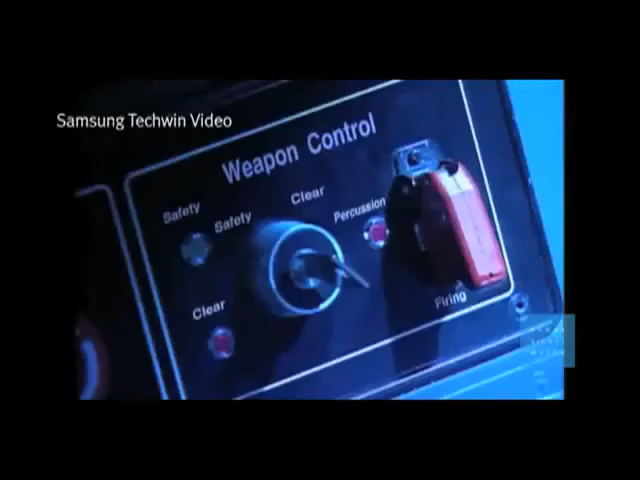 Samsung Techwin Video
Weapon Control
Safety
Safety
Clear
Percussion
Clear
Firing